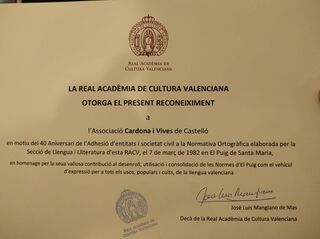 REAL ACADÈMIA DE
CULTURA VALENCIANA
LA REAL ACADÈMIA DE CULTURA VALENCIANA
OTORGA EL PRESENT RECONEIXIMENT
a
l'Associació Cardona i Vives de Castelló
en motiu del 40 Aniversari de l'Adhesió d'entitats i societat civil a la Normativa Ortogràfica elaborada per la
Secció de Llengua i Lliteratura d'esta RACV, el 7 de març de 1982 en El Puig de Santa Maria,
en homenage per la seua valiosa contribució al desenroll, utilisació i consolidació de les Normes d'El Puig com el vehícul
d'expressió per a tots els usos, populars i cults, de la llengua valenciana
José Luis Manglano de Mas
Decà de la Real Acadèmia de Cultura Valenciana